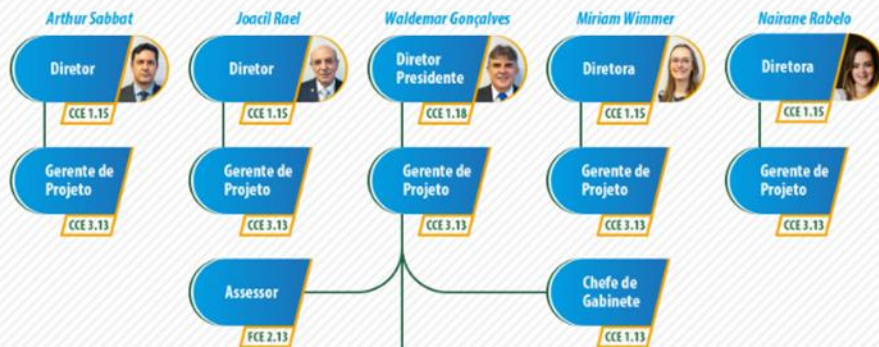 Arthur Sabbat
Joacil Rael
Waldemar Gonçalves
Miriam Wimmer
Nairane Rabelo
Diretor
Diretor
Diretor
Presidente
Diretora
Diretora
CCE 1.15
CCE 1.15
CCE 1.18
CCE 1.15
CCE 1.15
Gerente de
Projeto
Gerente de
Projeto
Gerente de
Projeto
Gerente de
Projeto
Gerente de
Projeto
CCE 3.13
CCE 3.13
CCE 3.13
CCE 3.13
CCE 3.13
Assessor
Chefe de
Gabinete
FCE 2.13
CCE 1.13